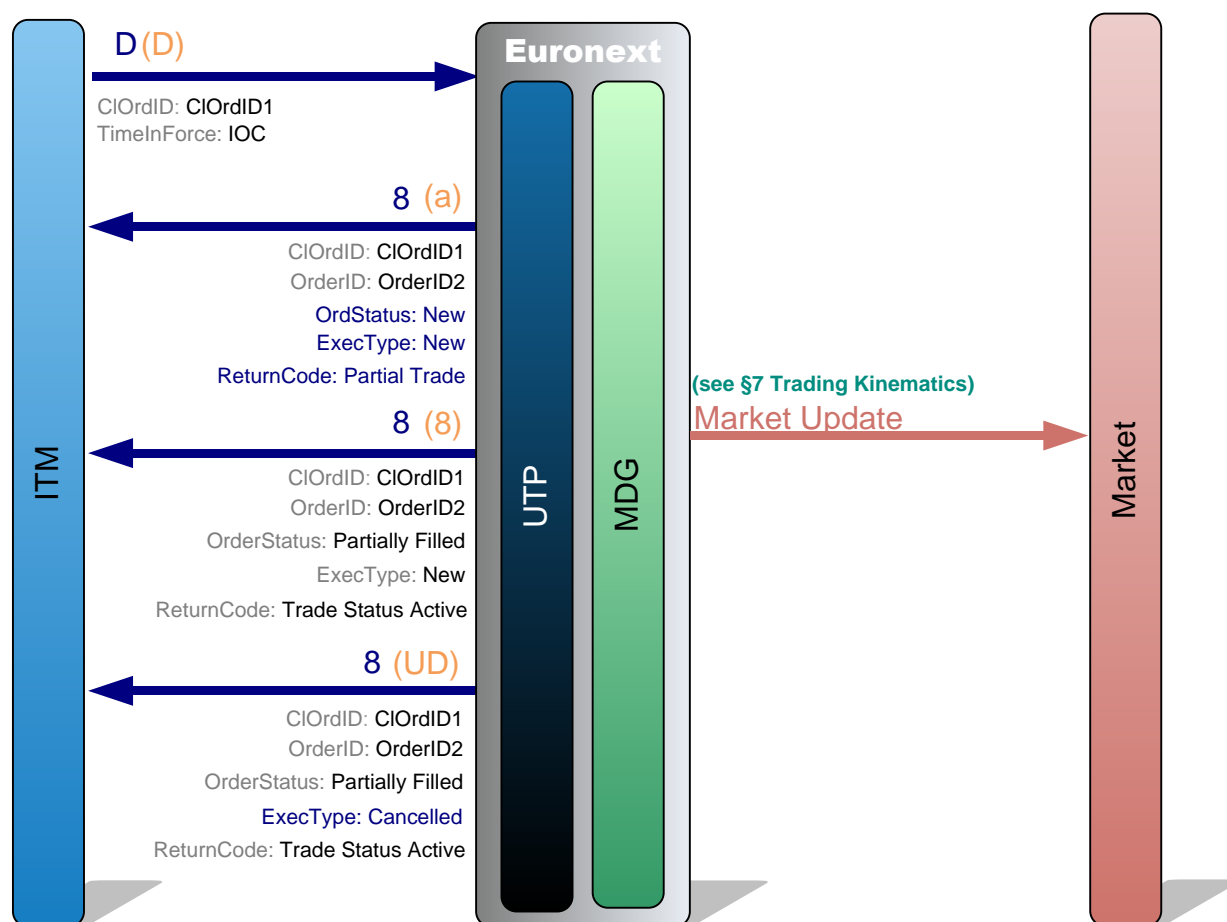 D (D)
Euronext
ClOrdID: ClOrdID1
TimeInForce: IOC
8 (a)
ClOrdID: ClOrdID1
OrderID: OrderID2
OrdStatus: New
ExecType: New
ReturnCode: Partial Trade
(see §7 Trading Kinematics)
Market Update
8 (8)
ClOrdID: ClOrdID1
OrderID: OrderID2
OrderStatus: Partially Filled
ExecType: New
ReturnCode: Trade Status Active
8 (UD)
ClOrdID: ClOrdID1
OrderID: OrderID2
OrderStatus: Partially Filled
ExecType: Cancelled
ReturnCode: Trade Status Active
ITM
UTP
MDG
Market